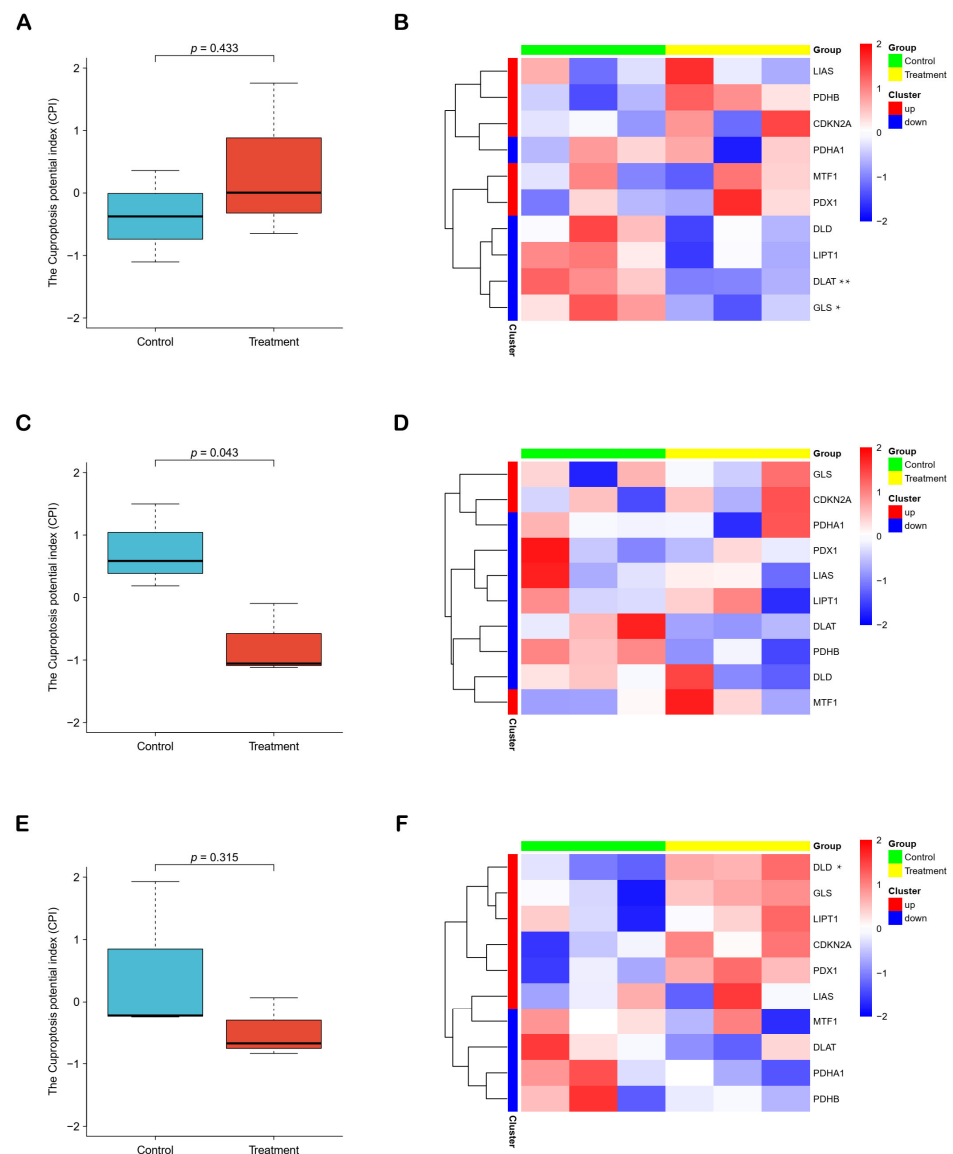 A
p = 0.433
The Cuproptosis potential index (CPI)
2
1
0
−1
−2
Control
Treatment
B
Group
LIAS
PDHB
CDKN2A
PDHA1
MTF1
PDX1
DLD
LIPT1
DLAT **
GLS *
Cluster
2
1
0
−1
−2
Group
Control
Treatment
Cluster
up
down
C
p = 0.043
The Cuproptosis potential index (CPI)
2
1
0
−1
−2
Control
Treatment
D
Group
GLS
CDKN2A
PDHA1
PDX1
LIAS
LIPT1
DLAT
PDHB
DLD
MTF1
Cluster
2
1
0
−1
−2
Group
Control
Treatment
Cluster
up
down
E
p = 0.315
The Cuproptosis potential index (CPI)
2
1
0
−1
−2
Control
Treatment
F
Group
DLD *
GLS
LIPT1
CDKN2A
PDX1
LIAS
MTF1
DLAT
PDHA1
PDHB
Cluster
2
1
0
−1
−2
Group
Control
Treatment
Cluster
up
down